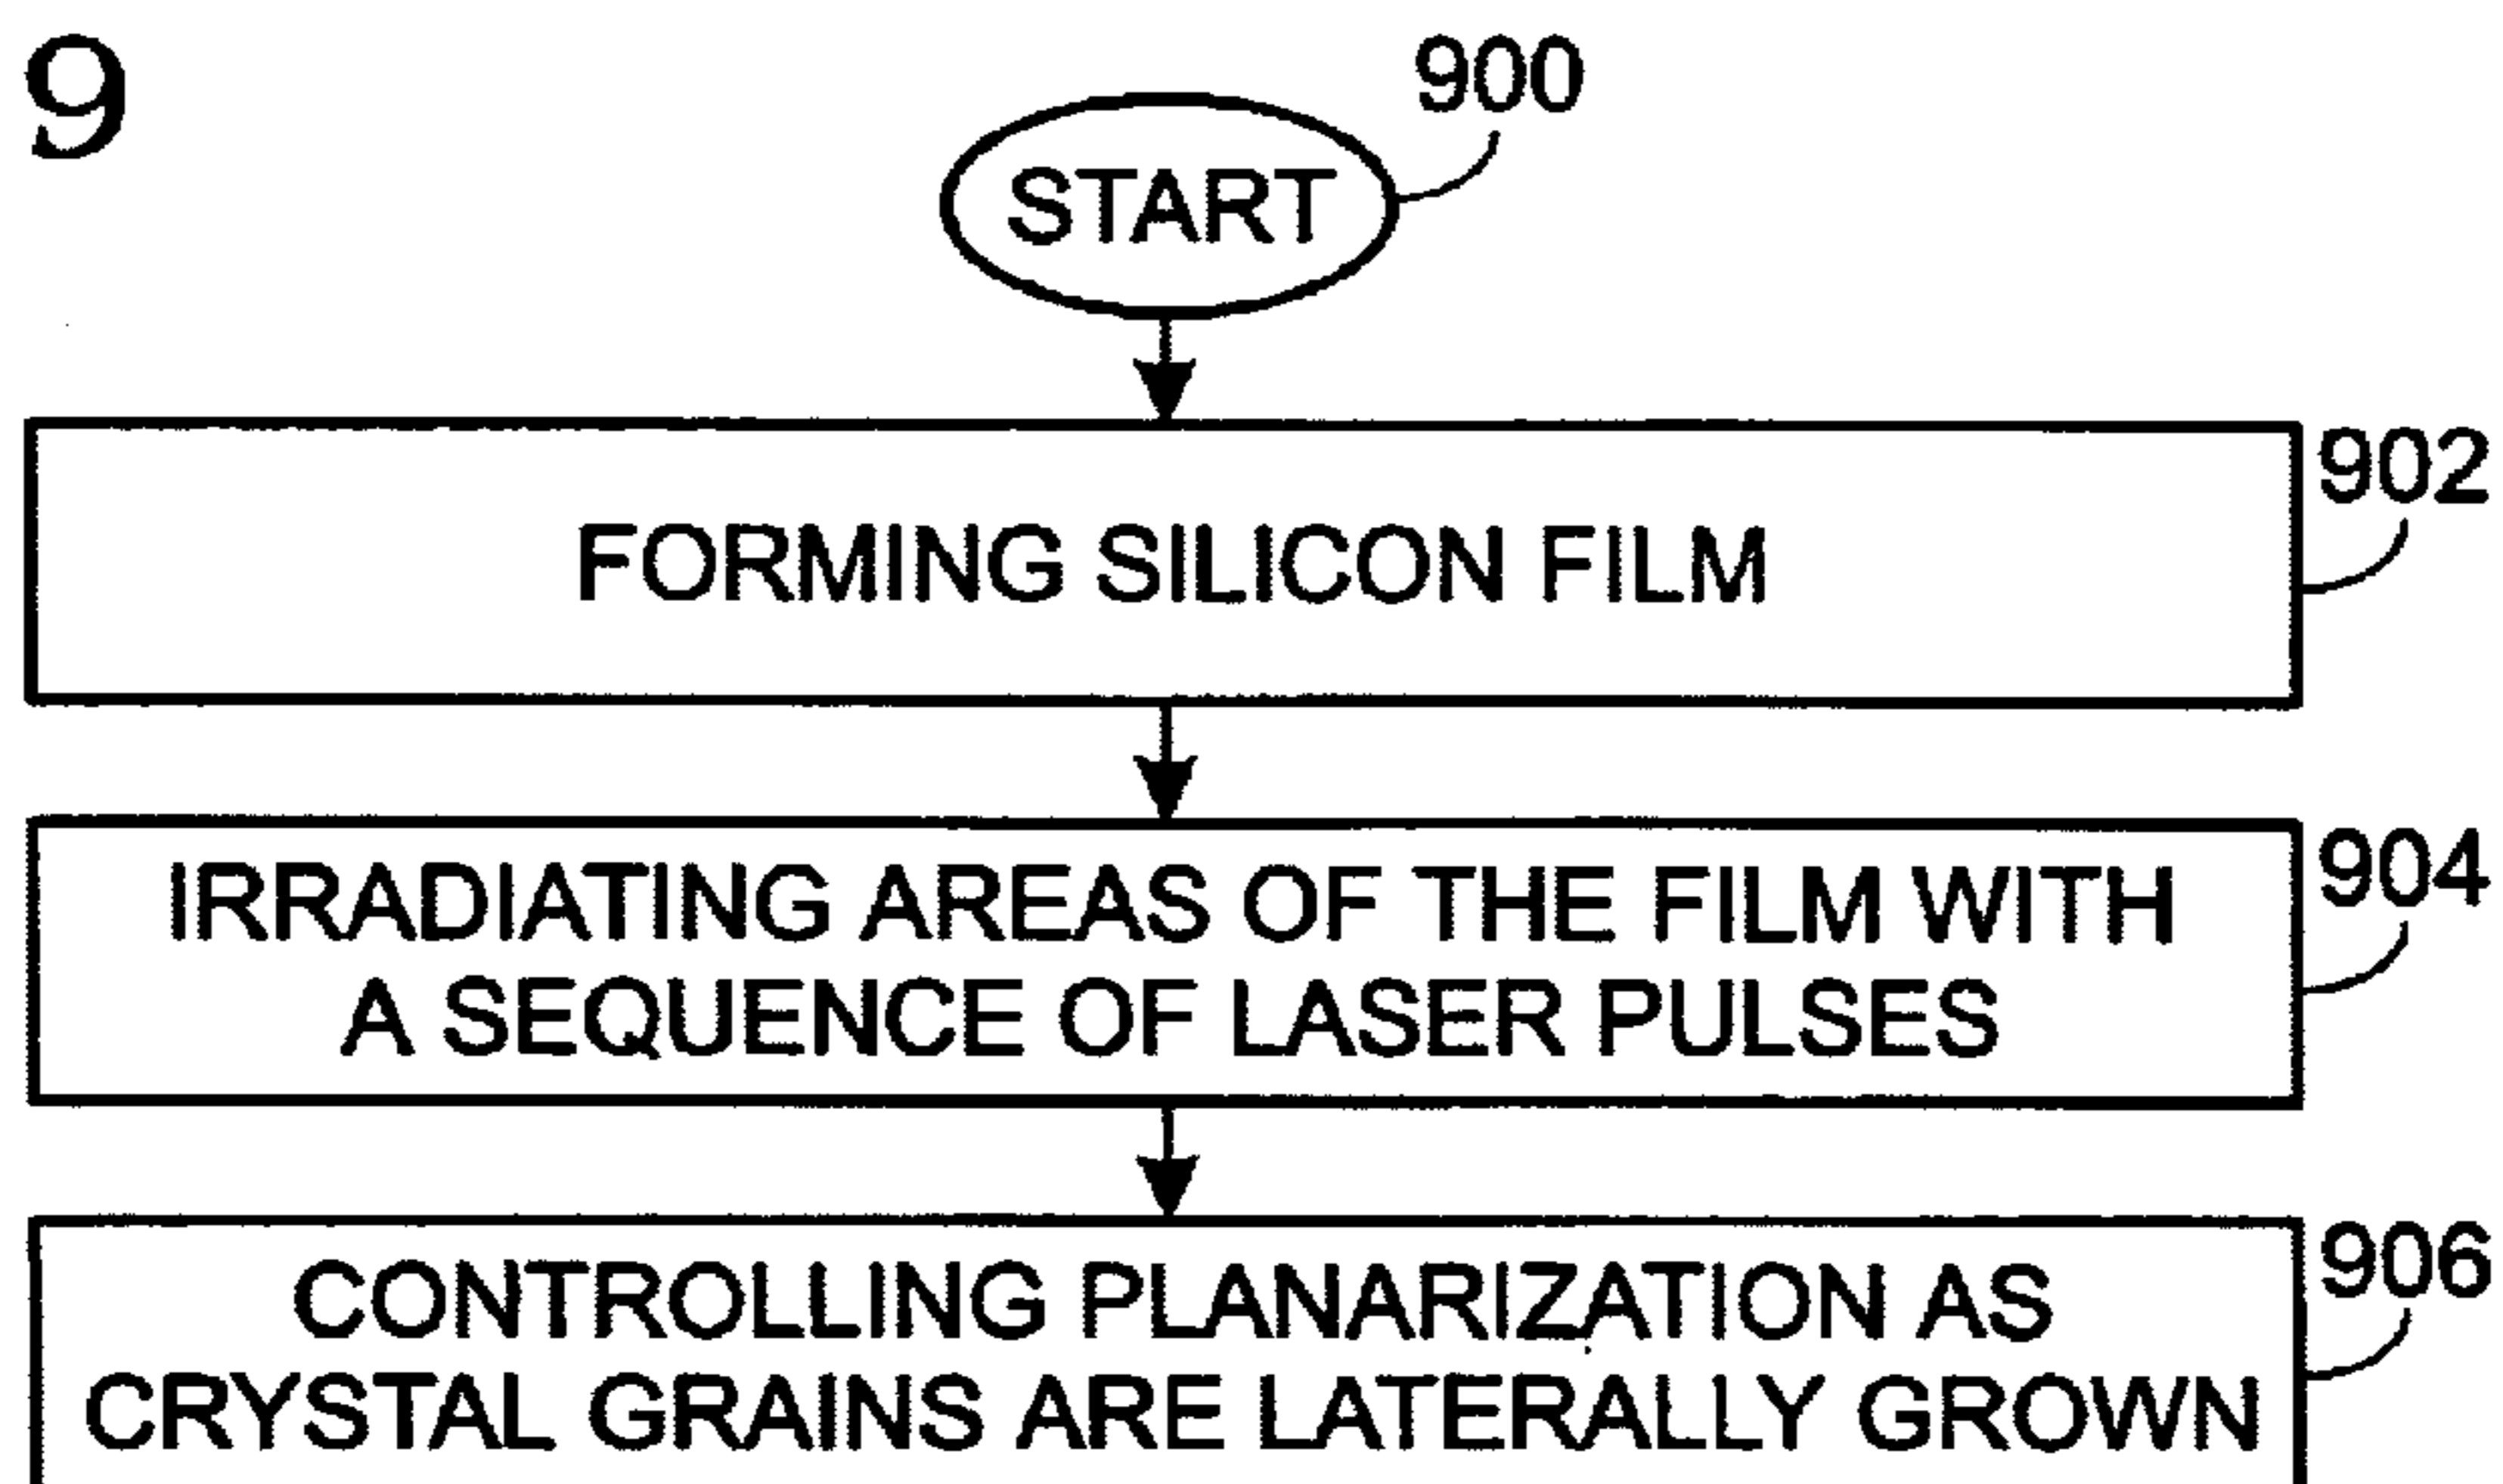 9
900
START
902
FORMING SILICON FILM
904
IRRADIATING AREAS OF THE FILM WITH
A SEQUENCE OF LASER PULSES
906
CONTROLLING PLANARIZATION AS
CRYSTAL GRAINS ARE LATERALLY GROWN